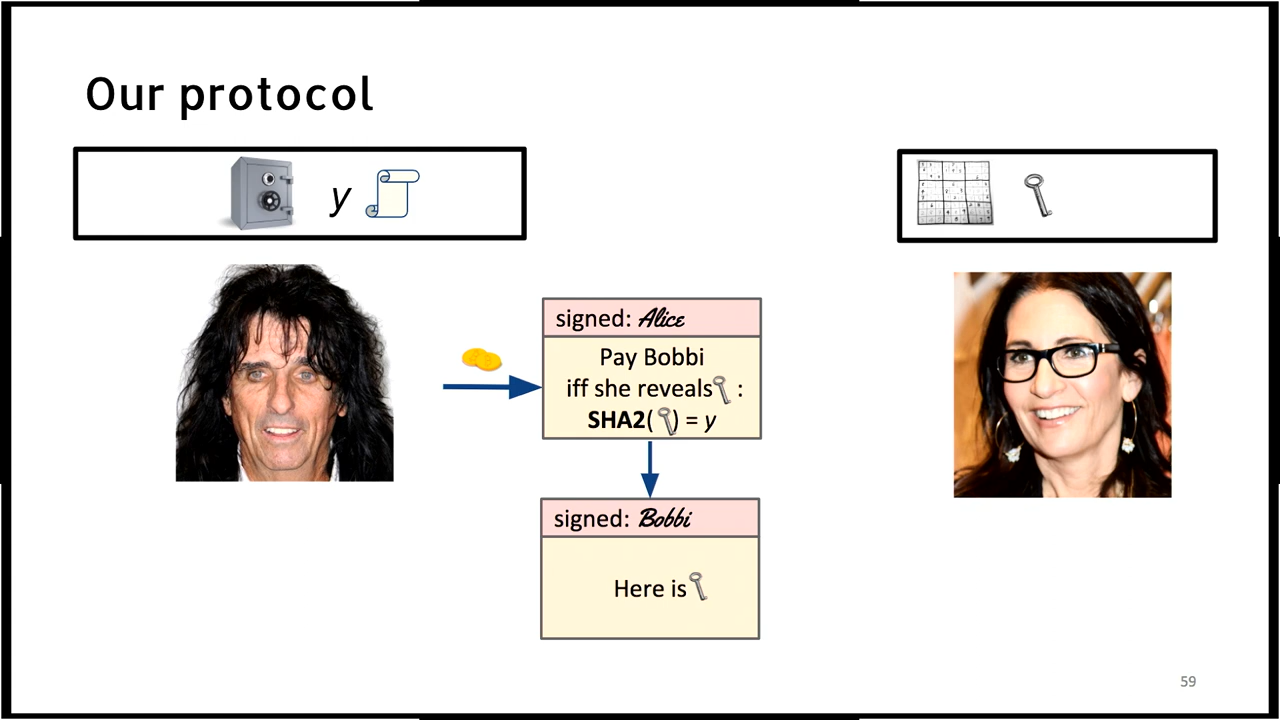 Our protocol
y
signed: Alice
Pay Bobbi
iff she reveals :
SHA2( ) = y
signed: Bobbi
Here is
59